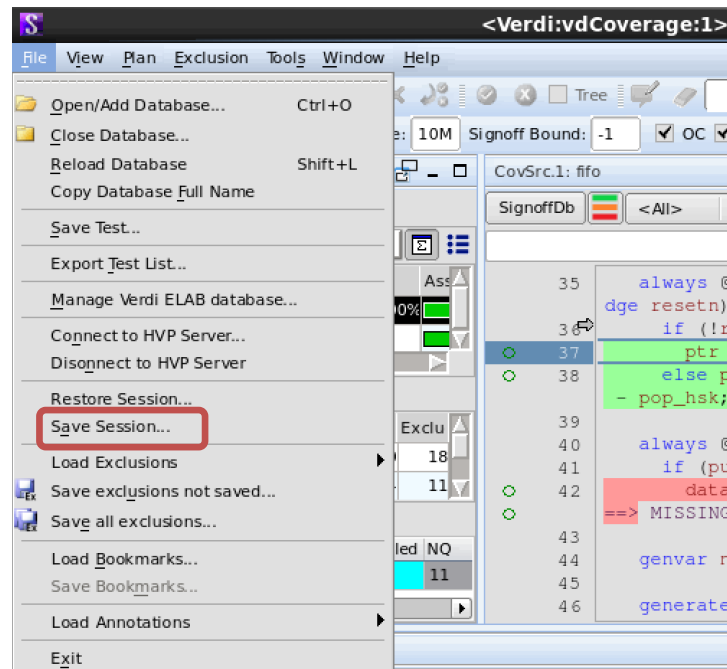 S
<Verdi:vdCoverage:1>
File View Plan Exclusion Tools Window Help
Open/Add Database... Ctrl+O
Close Database...
Reload Database Shift+L
Copy Database Full Name
Save Test...
Export Test List...
Manage Verdi ELAB database...
Connect to HVP Server...
Disconnect to HVP Server
Restore Session...
Save Session...
Load Exclusions
Save exclusions not saved...
Save all exclusions...
Load Bookmarks...
Save Bookmarks...
Load Annotations
Exit
Tree
10M Signoff Bound: -1 OC
CovSrc.1: fifo
SignoffDb <All>
Σ
Ass
00%
Exclu
18
11
NQ
11
35 always @
dge resetn)
36 if (!r
37 ptr
38 else p
- pop_hsk;
39
40 always @
41 if (pu
42 data
==> MISSING
43
44 genvar
45
46 generate